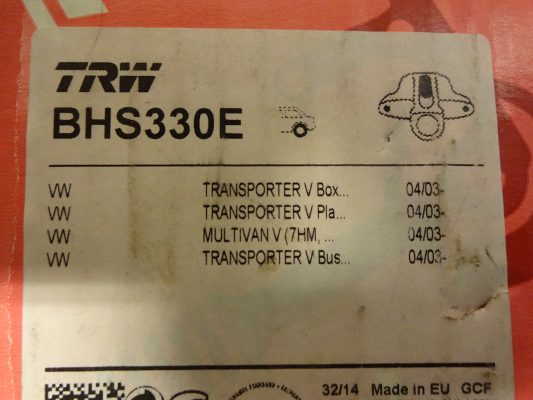 TRW
BHS330E
VW TRANSPORTER V Box... 04/03-
VW TRANSPORTER V Pla... 04/03-
VW MULTIVAN V (7HM, ... 04/03-
VW TRANSPORTER V Bus... 04/03-
32/14 Made in EU GCF